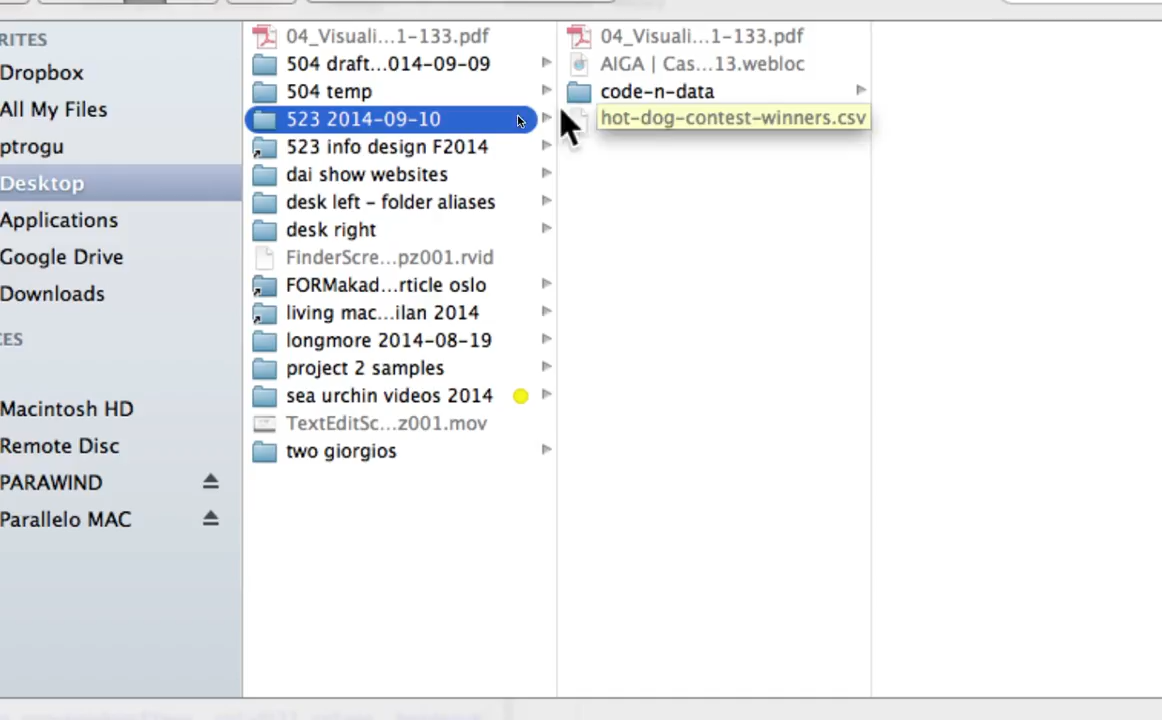 RITES
Dropbox
All My Files
ptrogu
Desktop
Applications
Google Drive
Downloads
ES
Macintosh HD
Remote Disc
PARAWIND
Parallelo MAC
04_Visuali...1-133.pdf
504 draft...014-09-09
504 temp
523 2014-09-10
523 info design F2014
dai show websites
desk left – folder aliases
desk right
FinderScre...pz001.rvid
FORMakad...rticle oslo
living mac...ilan 2014
longmore 2014-08-19
project 2 samples
sea urchin videos 2014
TextEditSc...z001.mov
two giorgios
04_Visuali...1-133.pdf
AIGA | Cas...13.webloc
code-n-data
hot-dog-contest-winners.csv